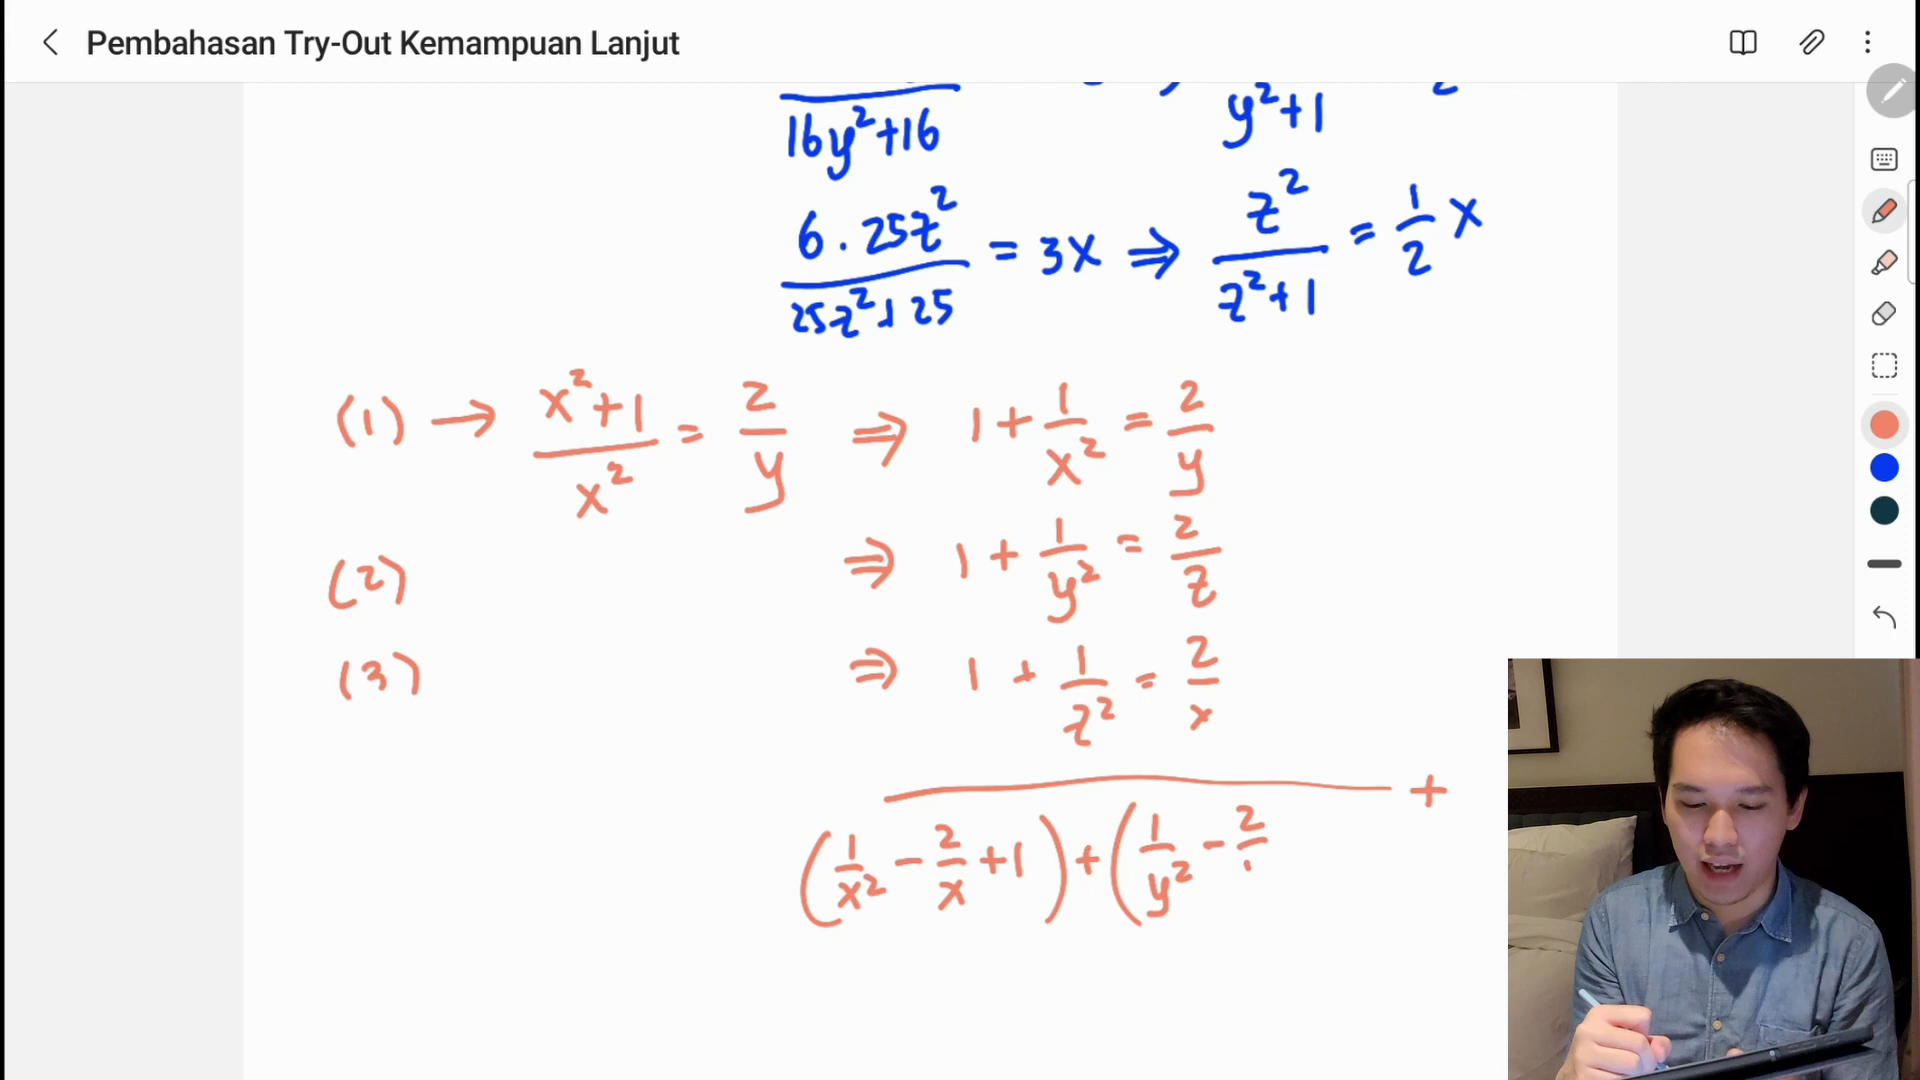 Pembahasan Try-Out Kemampuan Lanjut
16y²+16
y²+1
6 . 25z² / 25z²+25 = 3x ⇒ z² / z²+1 = 1/2 x
(1) → x²+1 / x² = 2/y ⇒ 1 + 1/x² = 2/y
(2) ⇒ 1 + 1/y² = 2/z
(3) ⇒ 1 + 1/z² = 2/x
+
(1/x² - 2/x + 1) + (1/y² - 2/